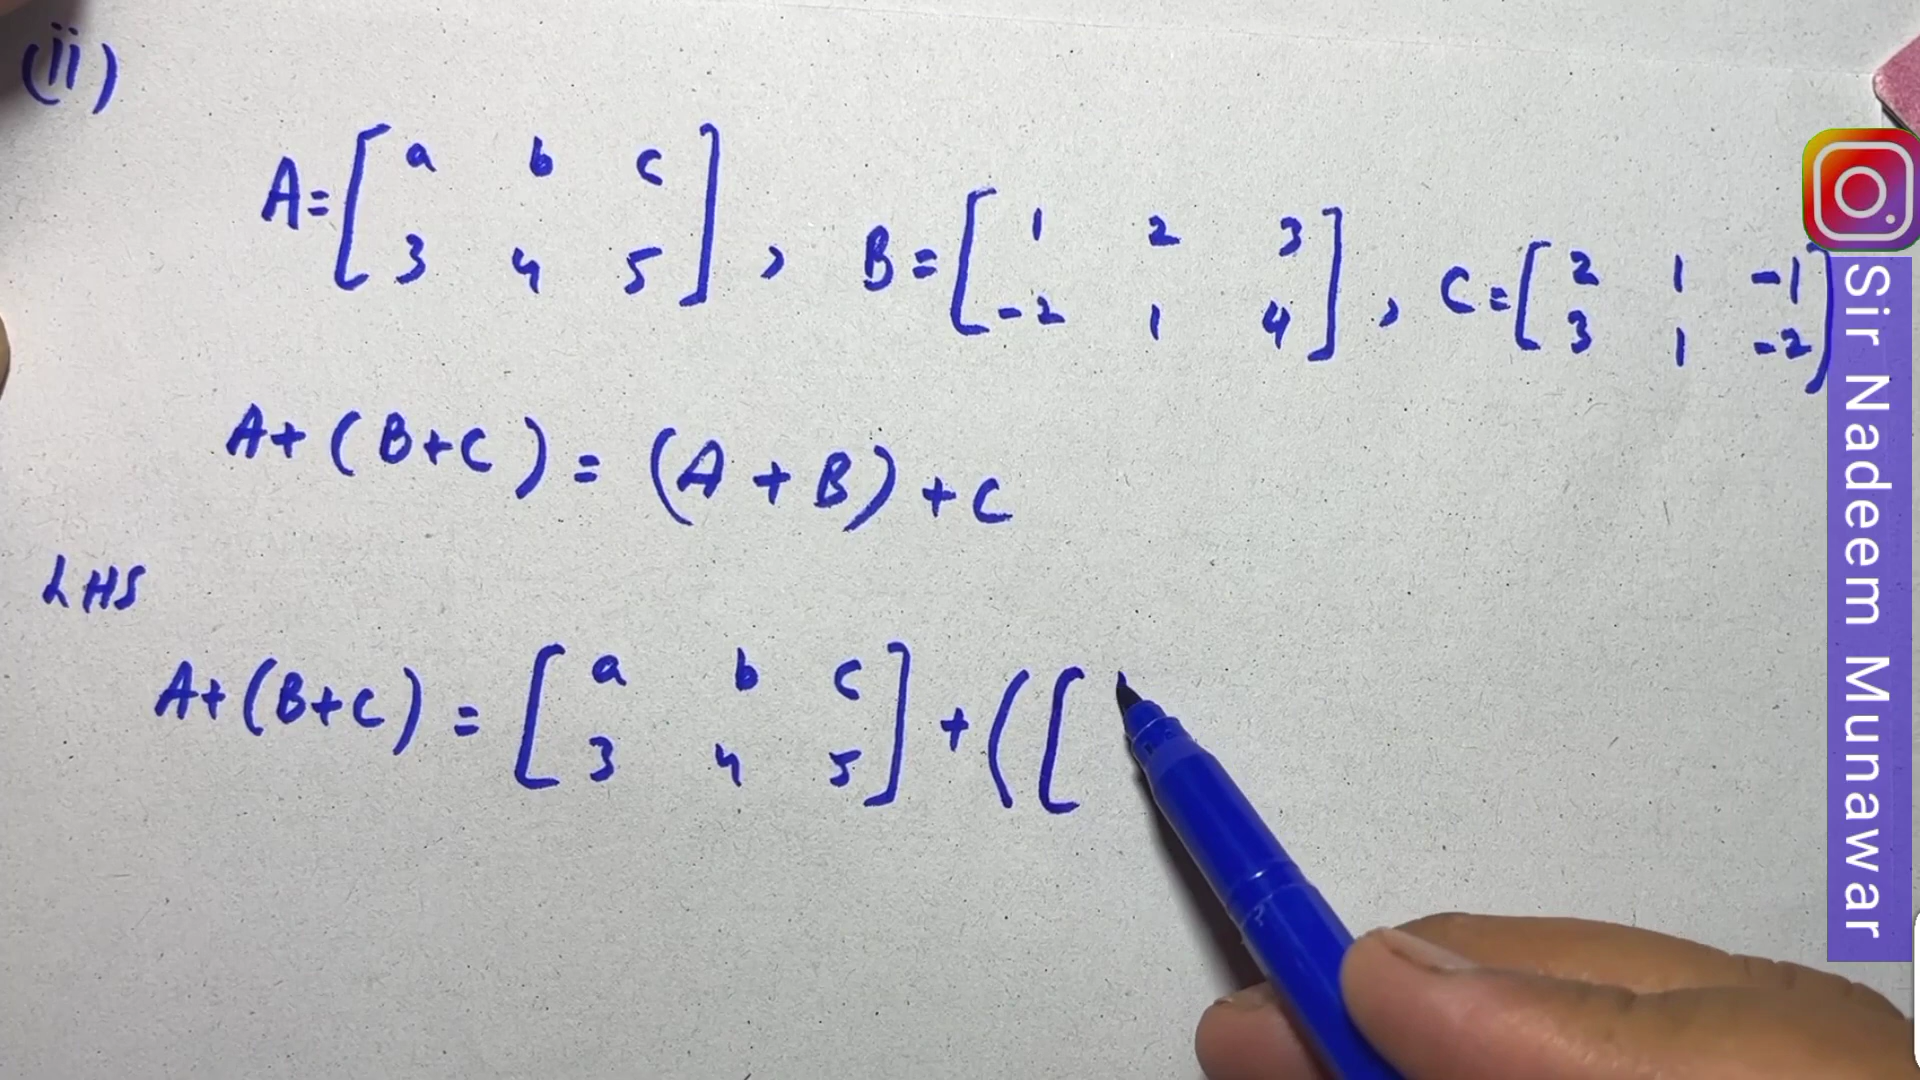 (ii)
A = [ a b c
3 4 5 ] , B = [ 1 2 3
-2 1 4 ] , C = [ 2 1 -1
3 1 -2 ]
A+(B+C) = (A+B)+C
LHS
A+(B+C) = [ a b c
3 4 5 ] + ( [
Sir Nadeem Munawar